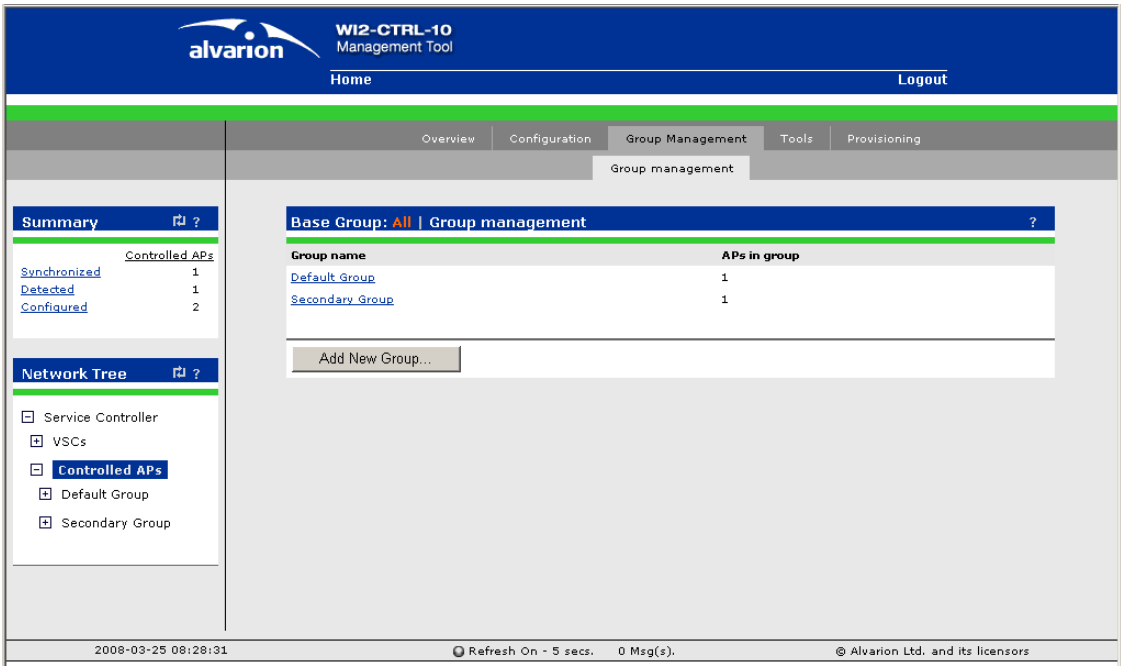 alvarion
WI2-CTRL-10
Management Tool
Home
Logout
Overview
Configuration
Group Management
Tools
Provisioning
Group management
Summary
?
Controlled APs
Synchronized 1
Detected 1
Configured 2
Network Tree
?
Service Controller
VSCs
Controlled APs
Default Group
Secondary Group
Base Group: All | Group management
?
Group name APs in group
Default Group 1
Secondary Group 1
Add New Group...
2008-03-25 08:28:31
Refresh On - 5 secs. 0 Msg(s).
© Alvarion Ltd. and its licensors